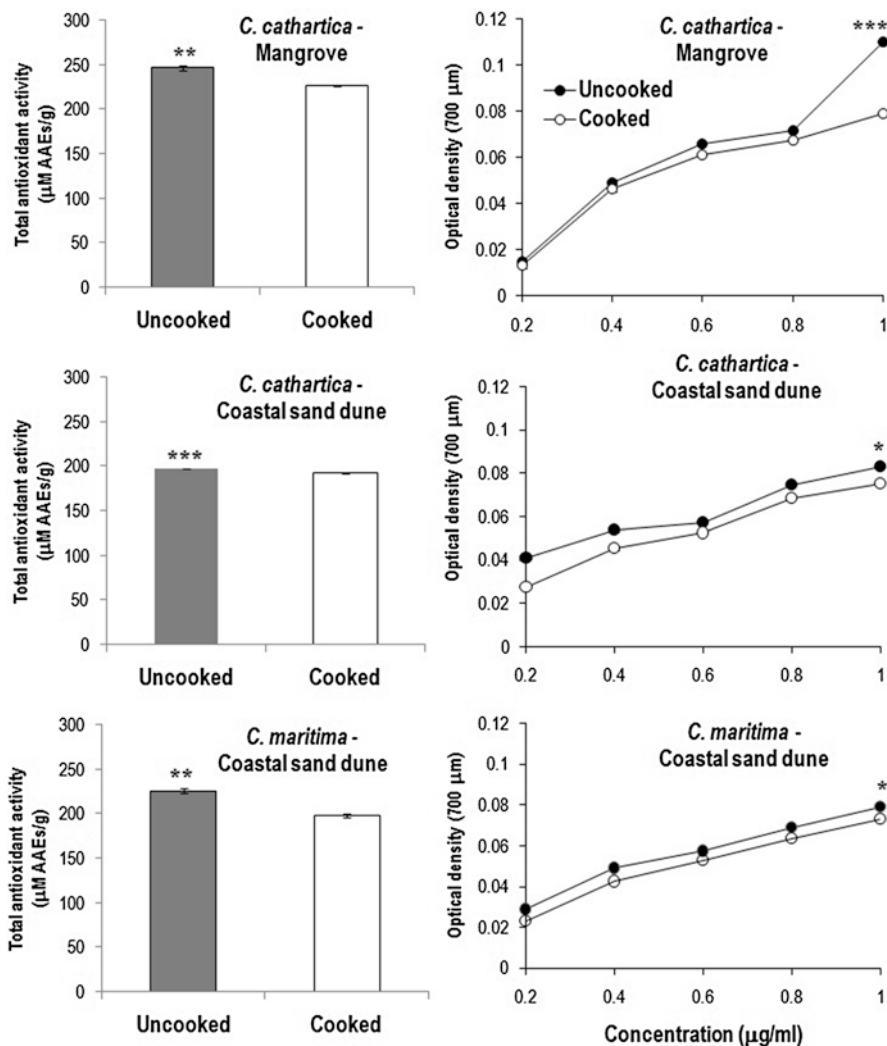 C. cathartica -
Mangrove
Total antioxidant activity
(µM AAEs/g)
300
250
200
150
100
50
0
**
Uncooked
Cooked
C. cathartica -
Mangrove
***
Optical density (700 µm)
0.12
0.1
0.08
0.06
0.04
0.02
0
Uncooked
Cooked
0.2
0.4
0.6
0.8
1
C. cathartica -
Coastal sand dune
Total antioxidant activity
(µM AAEs/g)
300
250
200
150
100
50
0
***
Uncooked
Cooked
C. cathartica -
Coastal sand dune
*
Optical density (700 µm)
0.12
0.1
0.08
0.06
0.04
0.02
0
0.2
0.4
0.6
0.8
1
C. maritima -
Coastal sand dune
Total antioxidant activity
(µM AAEs/g)
300
250
200
150
100
50
0
**
Uncooked
Cooked
C. maritima -
Coastal sand dune
*
Optical density (700 µm)
0.12
0.1
0.08
0.06
0.04
0.02
0
0.2
0.4
0.6
0.8
1
Concentration (µg/ml)